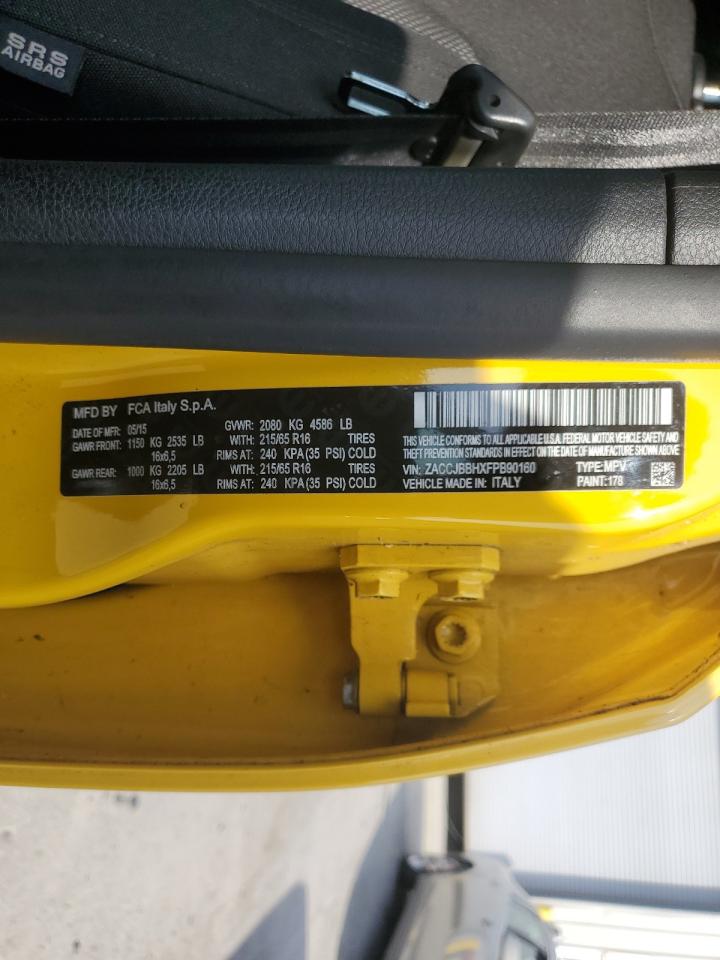 SRS
AIRBAG
MFD BY FCA Italy S.p.A.
DATE OF MFR: 05/15 GVWR: 2080 KG 4586 LB
GAWR FRONT: 1150 KG 2535 LB WITH: 215/65 R16 TIRES
16x6,5 RIMS AT: 240 KPA (35 PSI) COLD
GAWR REAR: 1000 KG 2205 LB WITH: 215/65 R16 TIRES
16x6,5 RIMS AT: 240 KPA (35 PSI) COLD
THIS VEHICLE CONFORMS TO ALL APPLICABLE U.S.A. FEDERAL MOTOR VEHICLE SAFETY AND
THEFT PREVENTION STANDARDS IN EFFECT ON THE DATE OF MANUFACTURE SHOWN ABOVE
VIN: ZACCJBBHXFPB90160 TYPE: MPV
VEHICLE MADE IN: ITALY PAINT: 178